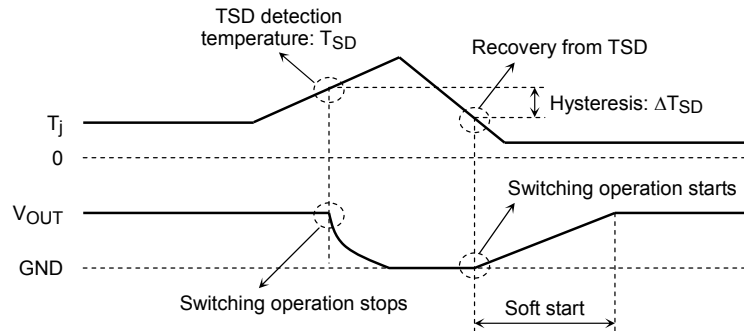 TSD detection
temperature: TSD
Recovery from TSD
Hysteresis: ΔTSD
Tj
0
Switching operation starts
VOUT
GND
Switching operation stops
Soft start